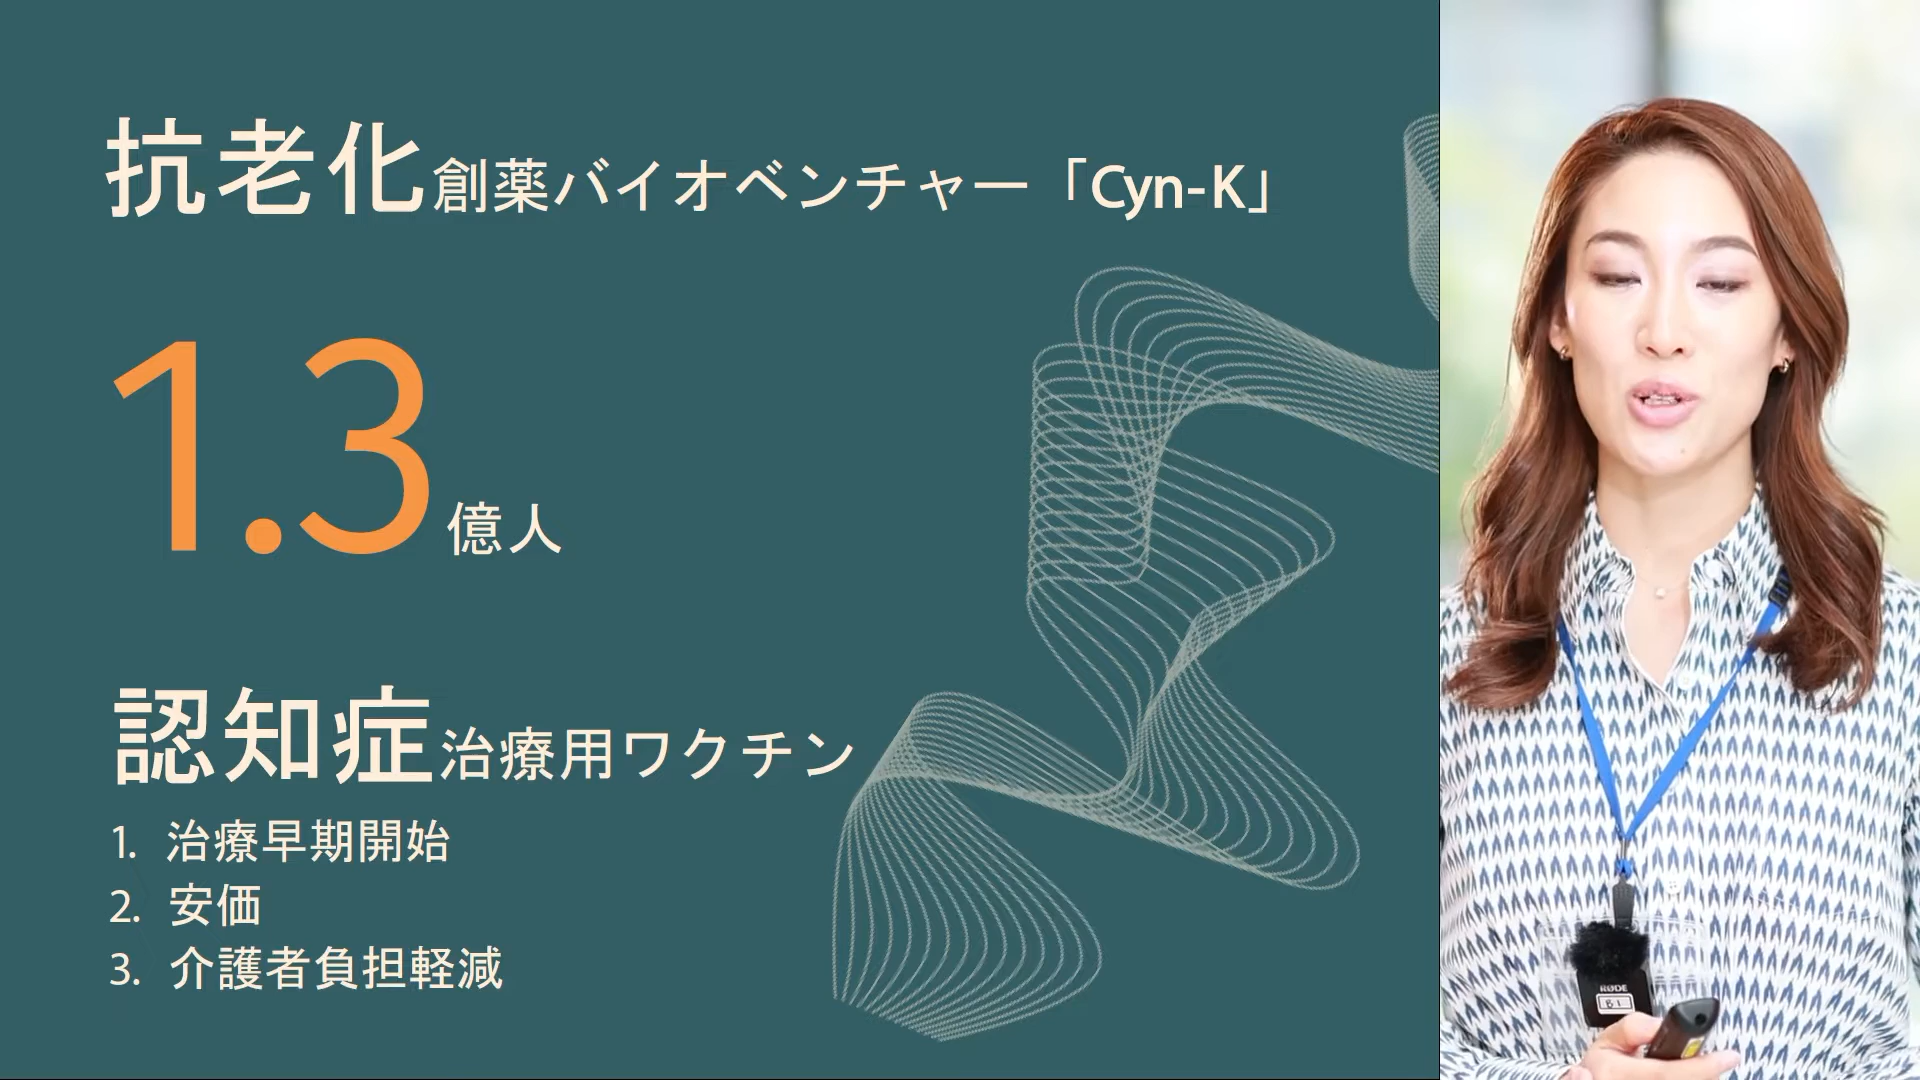 抗老化創薬バイオベンチャー「Cyn-K」
1.3億人
認知症治療用ワクチン
1. 治療早期開始
2. 安価
3. 介護者負担軽減
RØDE